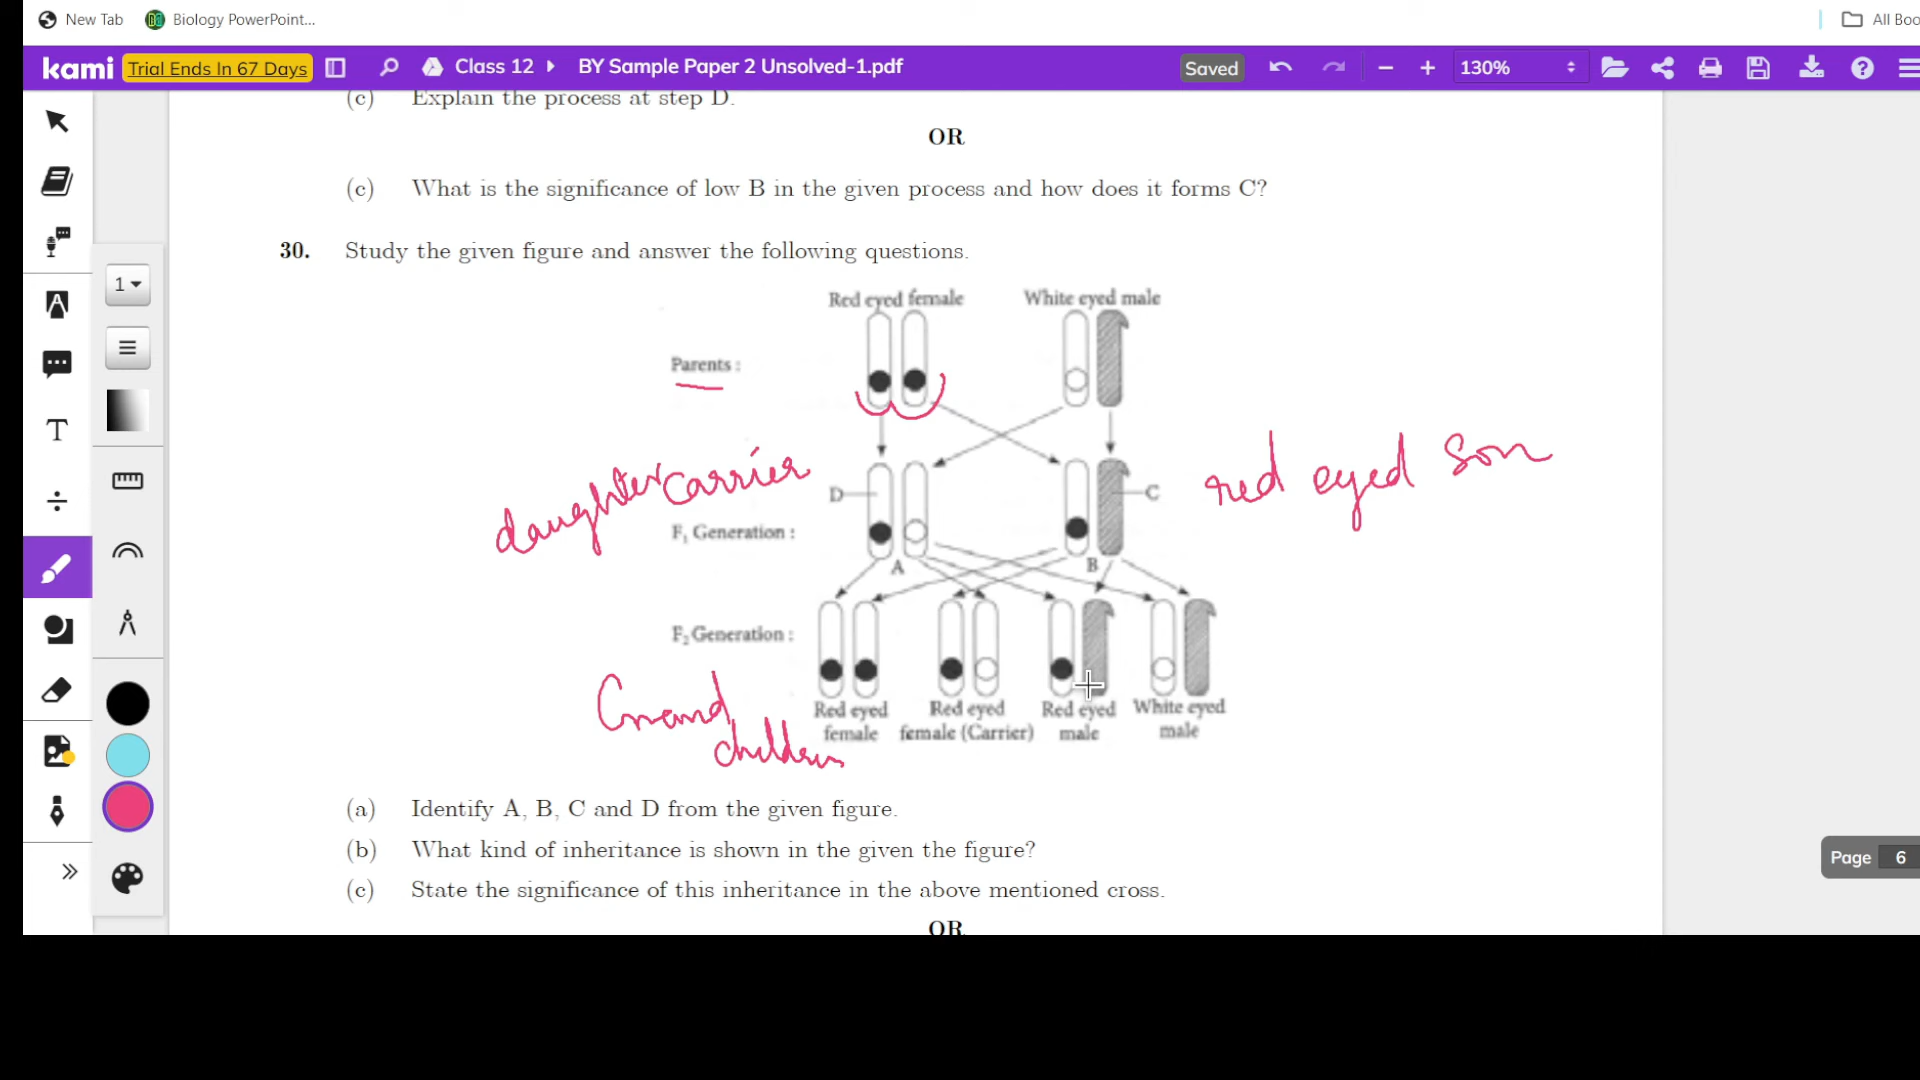 New Tab
Biology PowerPoint...
All Boo
kami
Trial Ends In 67 Days
Class 12
BY Sample Paper 2 Unsolved-1.pdf
Saved
130%
(c) Explain the process at step D.
OR
(c) What is the significance of low B in the given process and how does it forms C?
30. Study the given figure and answer the following questions.
Red eyed female
White eyed male
Parents :
daughter carrier
D
C
red eyed son
F₁ Generation :
A
B
F₂ Generation :
Grand
children
Red eyed female
Red eyed female (Carrier)
Red eyed male
White eyed male
(a) Identify A, B, C and D from the given figure.
(b) What kind of inheritance is shown in the given the figure?
(c) State the significance of this inheritance in the above mentioned cross.
OR
1
T
A
Page 6